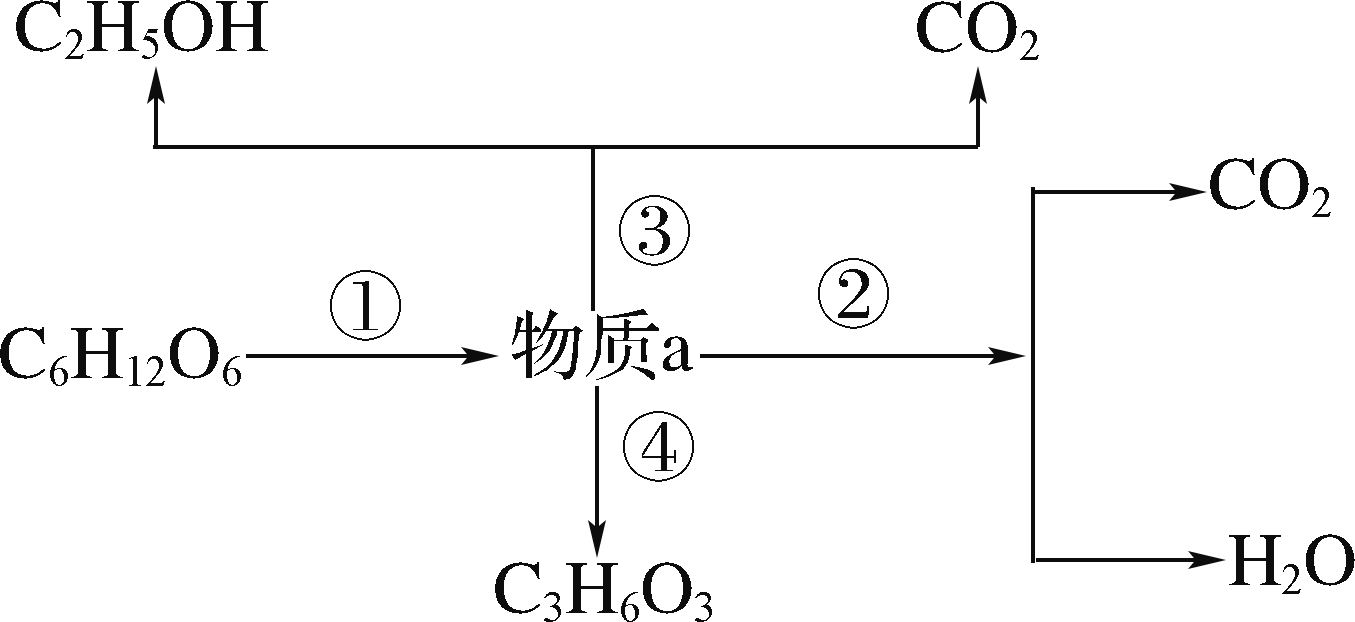 C₂H₅OH
CO₂
③
CO₂
①
②
C₆H₁₂O₆
物质a
④
C₃H₆O₃
H₂O